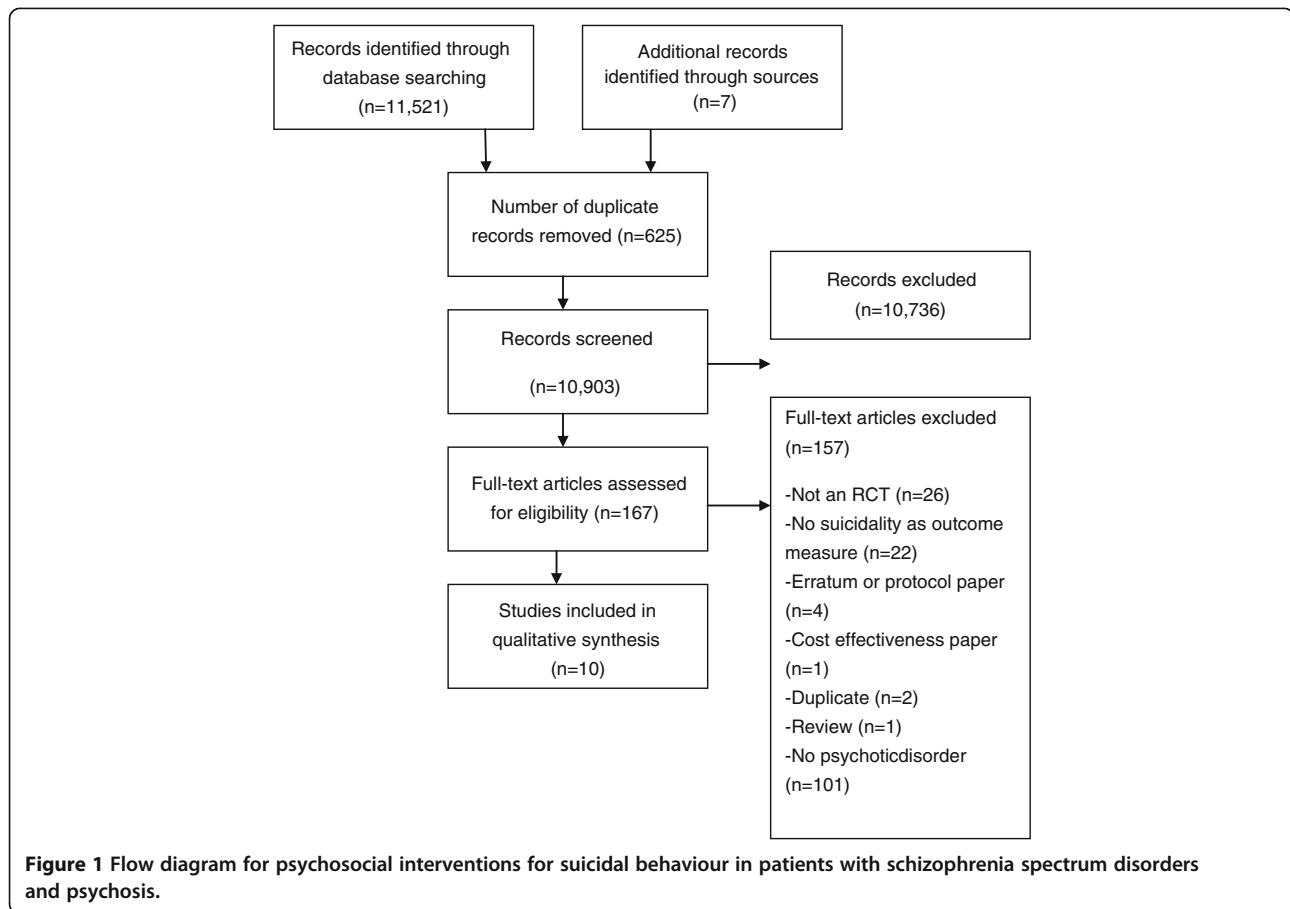 Records identified through
database searching
(n=11,521)
Additional records
identified through sources
(n=7)
Number of duplicate
records removed (n=625)
Records excluded
(n=10,736)
Records screened
(n=10,903)
Full-text articles assessed
for eligibility (n=167)
Full-text articles excluded
(n=157)
-Not an RCT (n=26)
-No suicidality as outcome
measure (n=22)
-Erratum or protocol paper
(n=4)
-Cost effectiveness paper
(n=1)
-Duplicate (n=2)
-Review (n=1)
-No psychoticdisorder
(n=101)
Studies included in
qualitative synthesis
(n=10)
Figure 1 Flow diagram for psychosocial interventions for suicidal behaviour in patients with schizophrenia spectrum disorders
and psychosis.